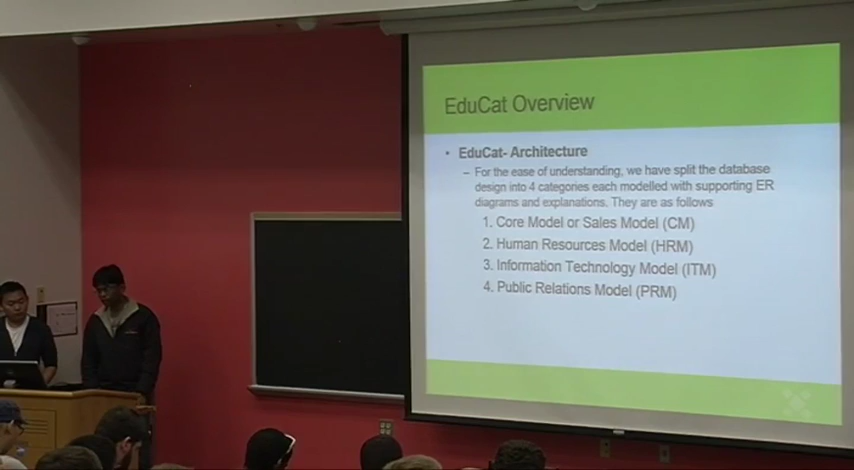 EduCat Overview
• EduCat- Architecture
– For the ease of understanding, we have split the database
design into 4 categories each modelled with supporting ER
diagrams and explanations. They are as follows
1. Core Model or Sales Model (CM)
2. Human Resources Model (HRM)
3. Information Technology Model (ITM)
4. Public Relations Model (PRM)